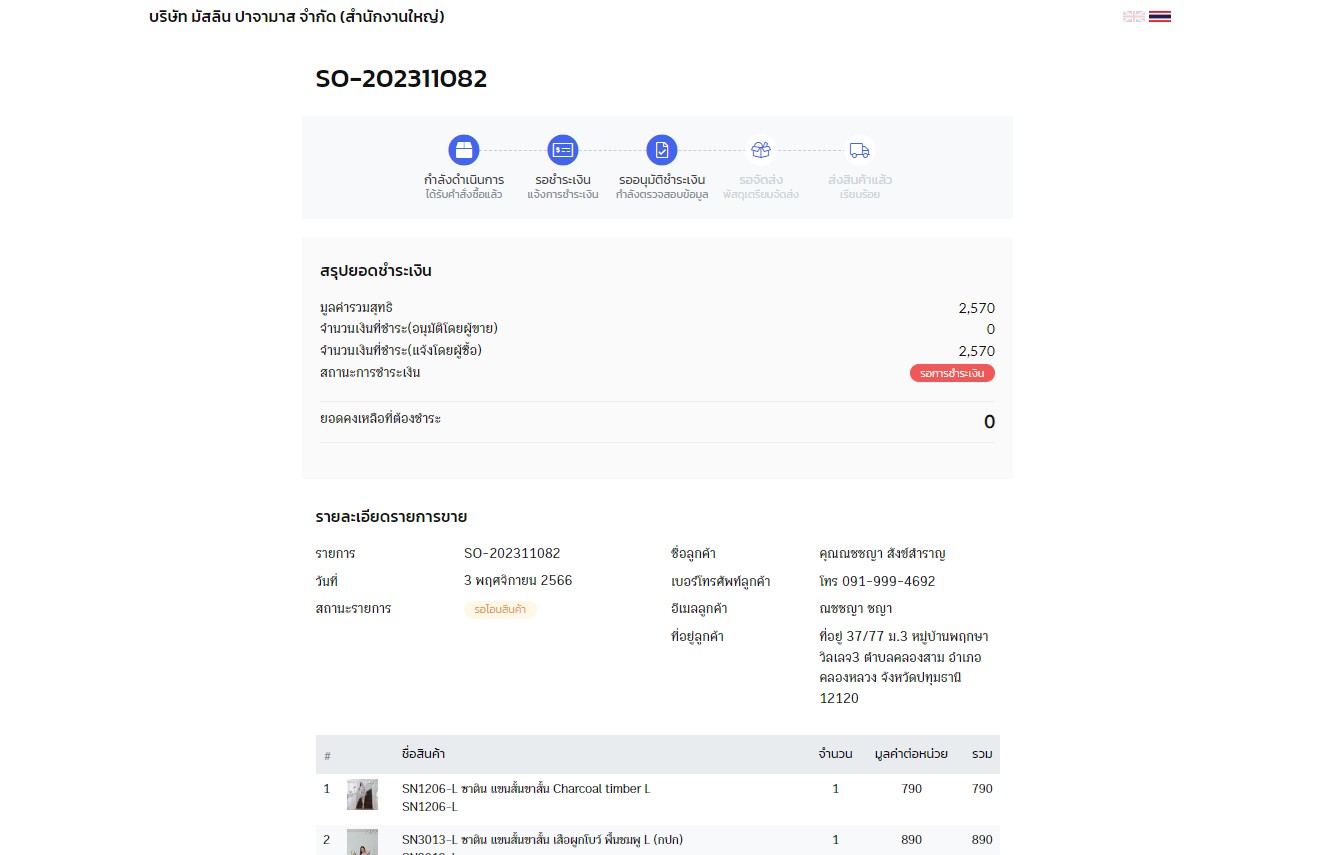 บริษัท มัสลิน ปาจามาส จำกัด (สำนักงานใหญ่)
SO-202311082
กำลังดำเนินการ รอชำระเงิน รออนุมัติชำระเงิน รอจัดส่ง ส่งสินค้าแล้ว
ได้รับคำสั่งซื้อแล้ว แจ้งการชำระเงิน กำลังตรวจสอบข้อมูล พัสดุเตรียมจัดส่ง เรียบร้อย
สรุปยอดชำระเงิน
มูลค่ารวมสุทธิ 2,570
จำนวนเงินที่ชำระ(อนุมัติโดยผู้ขาย) 0
จำนวนเงินที่ชำระ(แจ้งโดยผู้ซื้อ) 2,570
สถานะการชำระเงิน รอการชำระเงิน
ยอดคงเหลือที่ต้องชำระ 0
รายละเอียดรายการขาย
รายการ SO-202311082
วันที่ 3 พฤศจิกายน 2566
สถานะรายการ รอโอนสินค้า
ชื่อลูกค้า คุณณชชญา สังข์สำราญ
เบอร์โทรศัพท์ลูกค้า โทร 091-999-4692
อีเมลลูกค้า ณชชญา ชญา
ที่อยู่ลูกค้า ที่อยู่ 37/77 ม.3 หมู่บ้านพฤกษา
วิลเลจ3 ตำบลคลองสาม อำเภอ
คลองหลวง จังหวัดปทุมธานี
12120
# ชื่อสินค้า จำนวน มูลค่าต่อหน่วย รวม
1 SN1206-L ซาติน แขนสั้นขาสั้น Charcoal timber L 1 790 790
SN1206-L
2 SN3013-L ซาติน แขนสั้นขาสั้น เสื้อผูกโบว์ พื้นชมพู L (กปก) 1 890 890